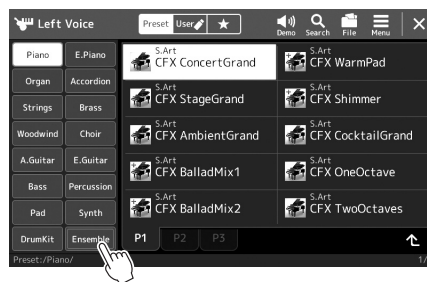 Left Voice
Preset User ★
Demo Search File Menu
Piano E.Piano
Organ Accordion
Strings Brass
Woodwind Choir
A.Guitar E.Guitar
Bass Percussion
Pad Synth
DrumKit Ensemble
S.Art
CFX ConcertGrand
S.Art
CFX WarmPad
S.Art
CFX StageGrand
S.Art
CFX Shimmer
S.Art
CFX AmbientGrand
S.Art
CFX CocktailGrand
S.Art
CFX BalladMix1
S.Art
CFX OneOctave
S.Art
CFX BalladMix2
S.Art
CFX TwoOctaves
P1 P2 P3
Preset:/Piano/ 1/